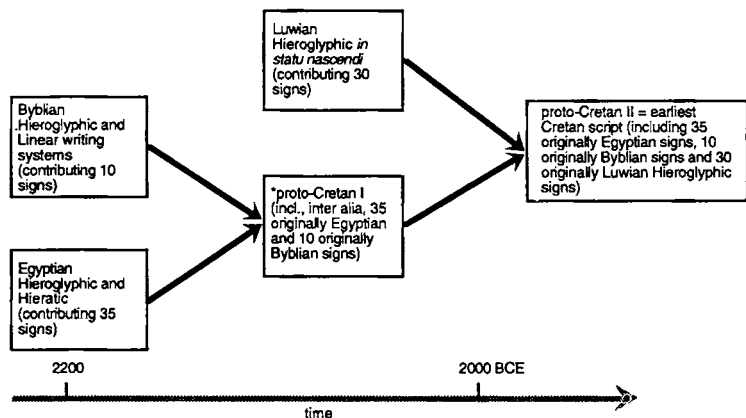 Luwian
Hieroglyphic in
statu nascendi
(contributing 30
signs)
Byblian
Hieroglyphic and
Linear writing
systems
(contributing 10
signs)
proto-Cretan II = earliest
Cretan script (including 35
originally Egyptian signs, 10
originally Byblian signs and 30
originally Luwian Hieroglyphic
signs)
*proto-Cretan I
(incl., inter alia, 35
originally Egyptian
and 10 originally
Byblian signs)
Egyptian
Hieroglyphic and
Hieratic
(contributing 35
signs)
2200
2000 BCE
time